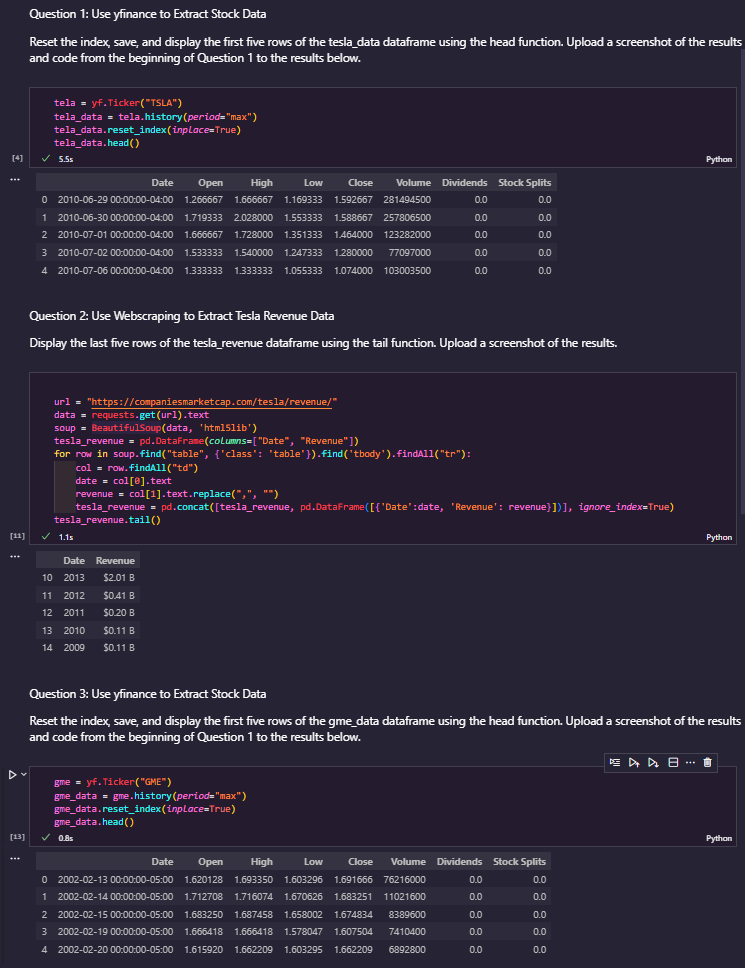 Question 1: Use yfinance to Extract Stock Data
Reset the index, save, and display the first five rows of the tesla_data dataframe using the head function. Upload a screenshot of the results
and code from the beginning of Question 1 to the results below.
tela = yf.Ticker("TSLA")
tela_data = tela.history(period="max")
tela_data.reset_index(inplace=True)
tela_data.head()
[4] ✓ 5.5s Python
...
Date Open High Low Close Volume Dividends Stock Splits
0 2010-06-29 00:00:00-04:00 1.266667 1.666667 1.169333 1.592667 281494500 0.0 0.0
1 2010-06-30 00:00:00-04:00 1.719333 2.028000 1.553333 1.588667 257806500 0.0 0.0
2 2010-07-01 00:00:00-04:00 1.666667 1.728000 1.351333 1.464000 123282000 0.0 0.0
3 2010-07-02 00:00:00-04:00 1.533333 1.540000 1.247333 1.280000 77097000 0.0 0.0
4 2010-07-06 00:00:00-04:00 1.333333 1.333333 1.055333 1.074000 103003500 0.0 0.0
Question 2: Use Webscraping to Extract Tesla Revenue Data
Display the last five rows of the tesla_revenue dataframe using the tail function. Upload a screenshot of the results.
url = "https://companiesmarketcap.com/tesla/revenue/"
data = requests.get(url).text
soup = BeautifulSoup(data, 'html5lib')
tesla_revenue = pd.DataFrame(columns=["Date", "Revenue"])
for row in soup.find("table", {'class': 'table'}).find('tbody').findAll("tr"):
col = row.findAll("td")
date = col[0].text
revenue = col[1].text.replace(",", "")
tesla_revenue = pd.concat([tesla_revenue, pd.DataFrame([{'Date':date, 'Revenue': revenue}])], ignore_index=True)
tesla_revenue.tail()
[11] ✓ 1.1s Python
...
Date Revenue
10 2013 $2.01 B
11 2012 $0.41 B
12 2011 $0.20 B
13 2010 $0.11 B
14 2009 $0.11 B
Question 3: Use yfinance to Extract Stock Data
Reset the index, save, and display the first five rows of the gme_data dataframe using the head function. Upload a screenshot of the results
and code from the beginning of Question 1 to the results below.
gme = yf.Ticker("GME")
gme_data = gme.history(period="max")
gme_data.reset_index(inplace=True)
gme_data.head()
[13] ✓ 0.8s Python
...
Date Open High Low Close Volume Dividends Stock Splits
0 2002-02-13 00:00:00-05:00 1.620128 1.693350 1.603296 1.691666 76216000 0.0 0.0
1 2002-02-14 00:00:00-05:00 1.712708 1.716074 1.670626 1.683251 11021600 0.0 0.0
2 2002-02-15 00:00:00-05:00 1.683250 1.687458 1.658002 1.674834 8389600 0.0 0.0
3 2002-02-19 00:00:00-05:00 1.666418 1.666418 1.578047 1.607504 7410400 0.0 0.0
4 2002-02-20 00:00:00-05:00 1.615920 1.662209 1.603295 1.662209 6892800 0.0 0.0